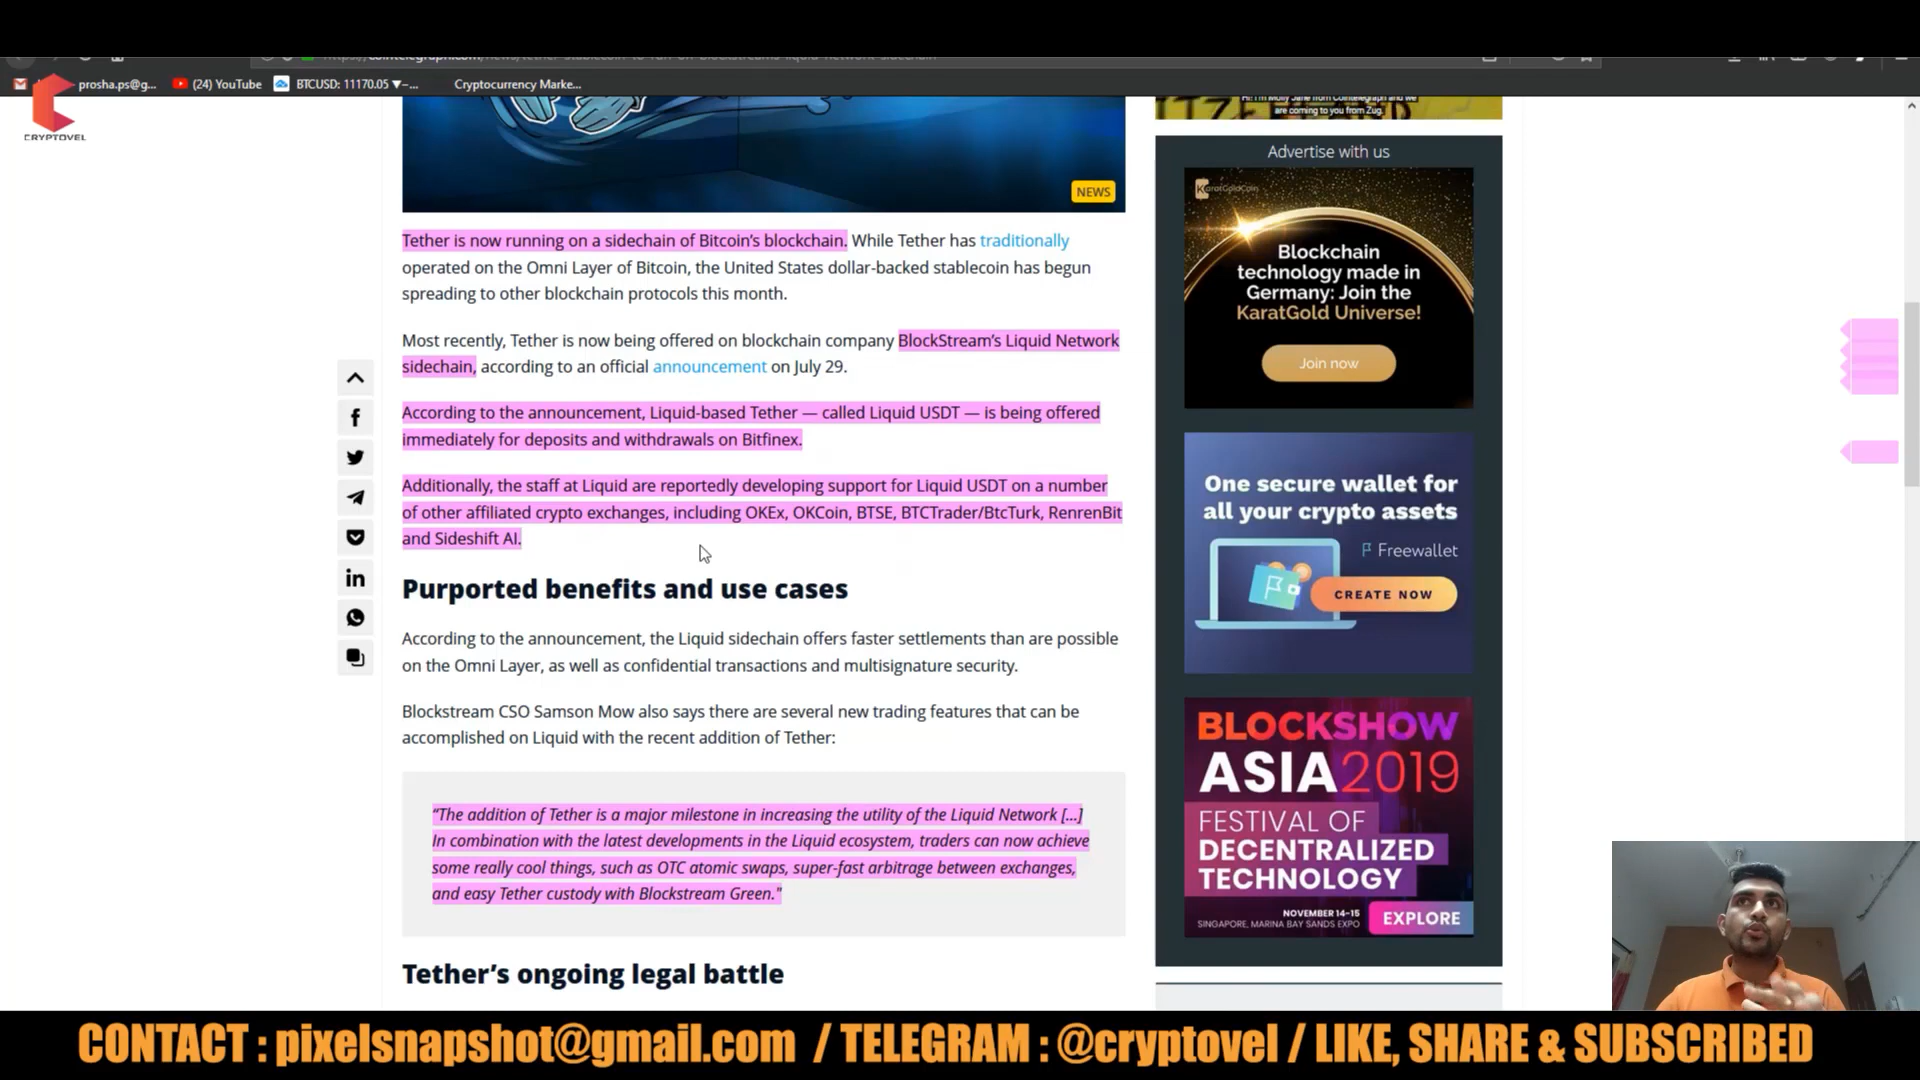 prosha.ps@g...
(24) YouTube
BTCUSD: 11170.05 ▼−...
Cryptocurrency Marke...
CRYPTOVEL
NEWS
Tether is now running on a sidechain of Bitcoin’s blockchain. While Tether has traditionally
operated on the Omni Layer of Bitcoin, the United States dollar-backed stablecoin has begun
spreading to other blockchain protocols this month.
Most recently, Tether is now being offered on blockchain company BlockStream’s Liquid Network
sidechain, according to an official announcement on July 29.
According to the announcement, Liquid-based Tether — called Liquid USDT — is being offered
immediately for deposits and withdrawals on Bitfinex.
Additionally, the staff at Liquid are reportedly developing support for Liquid USDT on a number
of other affiliated crypto exchanges, including OKEx, OKCoin, BTSE, BTCTrader/BtcTurk, RenrenBit
and Sideshift AI.
Purported benefits and use cases
According to the announcement, the Liquid sidechain offers faster settlements than are possible
on the Omni Layer, as well as confidential transactions and multisignature security.
Blockstream CSO Samson Mow also says there are several new trading features that can be
accomplished on Liquid with the recent addition of Tether:
“The addition of Tether is a major milestone in increasing the utility of the Liquid Network [...]
In combination with the latest developments in the Liquid ecosystem, traders can now achieve
some really cool things, such as OTC atomic swaps, super-fast arbitrage between exchanges,
and easy Tether custody with Blockstream Green."
Tether’s ongoing legal battle
are coming to you from Zug.
Advertise with us
KaratGoldCoin
Blockchain
technology made in
Germany: Join the
KaratGold Universe!
Join now
One secure wallet for
all your crypto assets
Freewallet
CREATE NOW
BLOCKSHOW
ASIA 2019
FESTIVAL OF
DECENTRALIZED
TECHNOLOGY
NOVEMBER 14-15
SINGAPORE, MARINA BAY SANDS EXPO
EXPLORE
CONTACT : pixelsnapshot@gmail.com / TELEGRAM : @cryptovel / LIKE, SHARE & SUBSCRIBED